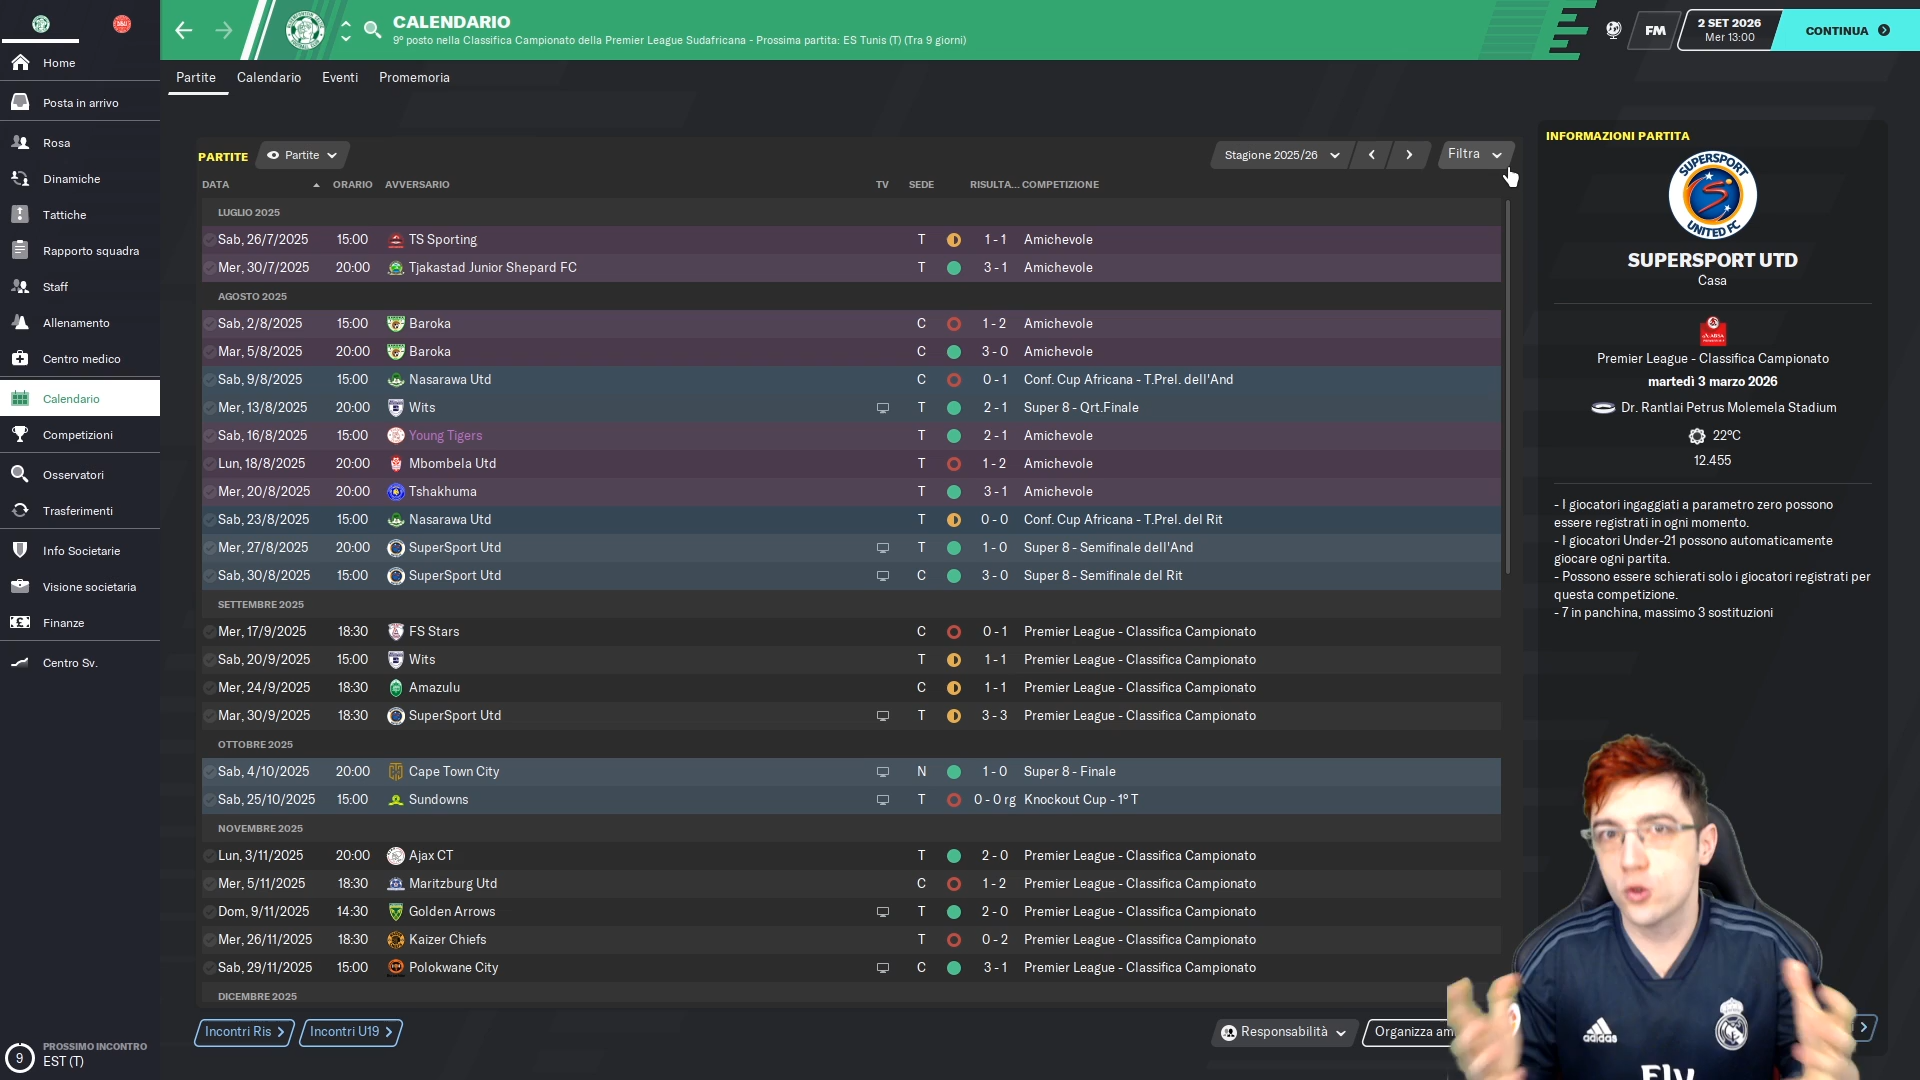 CALENDARIO
9° posto nella Classifica Campionato della Premier League Sudafricana - Prossima partita: ES Tunis (T) (Tra 9 giorni)
FM
2 SET 2026
Mer 13:00
CONTINUA
Home
Posta in arrivo
Rosa
Dinamiche
Tattiche
Rapporto squadra
Staff
Allenamento
Centro medico
Calendario
Competizioni
Osservatori
Trasferimenti
Info Societarie
Visione societaria
Finanze
Centro Sv.
9
PROSSIMO INCONTRO
EST (T)
Partite Calendario Eventi Promemoria
PARTITE Partite Stagione 2025/26 Filtra
DATA ORARIO AVVERSARIO TV SEDE RISULTA... COMPETIZIONE
LUGLIO 2025
Sab, 26/7/2025 15:00 TS Sporting T 1 - 1 Amichevole
Mer, 30/7/2025 20:00 Tjakastad Junior Shepard FC T 3 - 1 Amichevole
AGOSTO 2025
Sab, 2/8/2025 15:00 Baroka C 1 - 2 Amichevole
Mar, 5/8/2025 20:00 Baroka C 3 - 0 Amichevole
Sab, 9/8/2025 15:00 Nasarawa Utd C 0 - 1 Conf. Cup Africana - T.Prel. dell'And
Mer, 13/8/2025 20:00 Wits T 2 - 1 Super 8 - Qrt.Finale
Sab, 16/8/2025 15:00 Young Tigers T 2 - 1 Amichevole
Lun, 18/8/2025 20:00 Mbombela Utd T 1 - 2 Amichevole
Mer, 20/8/2025 20:00 Tshakhuma T 3 - 1 Amichevole
Sab, 23/8/2025 15:00 Nasarawa Utd T 0 - 0 Conf. Cup Africana - T.Prel. del Rit
Mer, 27/8/2025 20:00 SuperSport Utd T 1 - 0 Super 8 - Semifinale dell'And
Sab, 30/8/2025 15:00 SuperSport Utd C 3 - 0 Super 8 - Semifinale del Rit
SETTEMBRE 2025
Mer, 17/9/2025 18:30 FS Stars C 0 - 1 Premier League - Classifica Campionato
Sab, 20/9/2025 15:00 Wits T 1 - 1 Premier League - Classifica Campionato
Mer, 24/9/2025 18:30 Amazulu C 1 - 1 Premier League - Classifica Campionato
Mar, 30/9/2025 18:30 SuperSport Utd T 3 - 3 Premier League - Classifica Campionato
OTTOBRE 2025
Sab, 4/10/2025 20:00 Cape Town City N 1 - 0 Super 8 - Finale
Sab, 25/10/2025 15:00 Sundowns T 0 - 0 rg Knockout Cup - 1° T
NOVEMBRE 2025
Lun, 3/11/2025 20:00 Ajax CT T 2 - 0 Premier League - Classifica Campionato
Mer, 5/11/2025 18:30 Maritzburg Utd C 1 - 2 Premier League - Classifica Campionato
Dom, 9/11/2025 14:30 Golden Arrows T 2 - 0 Premier League - Classifica Campionato
Mer, 26/11/2025 18:30 Kaizer Chiefs T 0 - 2 Premier League - Classifica Campionato
Sab, 29/11/2025 15:00 Polokwane City C 3 - 1 Premier League - Classifica Campionato
DICEMBRE 2025
Incontri Ris Incontri U19 Responsabilità Organizza am
INFORMAZIONI PARTITA
SUPERSPORT
UNITED FC
SUPERSPORT UTD
Casa
Premier League - Classifica Campionato
martedì 3 marzo 2026
Dr. Rantlai Petrus Molemela Stadium
22°C
12.455
- I giocatori ingaggiati a parametro zero possono
essere registrati in ogni momento.
- I giocatori Under-21 possono automaticamente
giocare ogni partita.
- Possono essere schierati solo i giocatori registrati per
questa competizione.
- 7 in panchina, massimo 3 sostituzioni
adidas
Fly